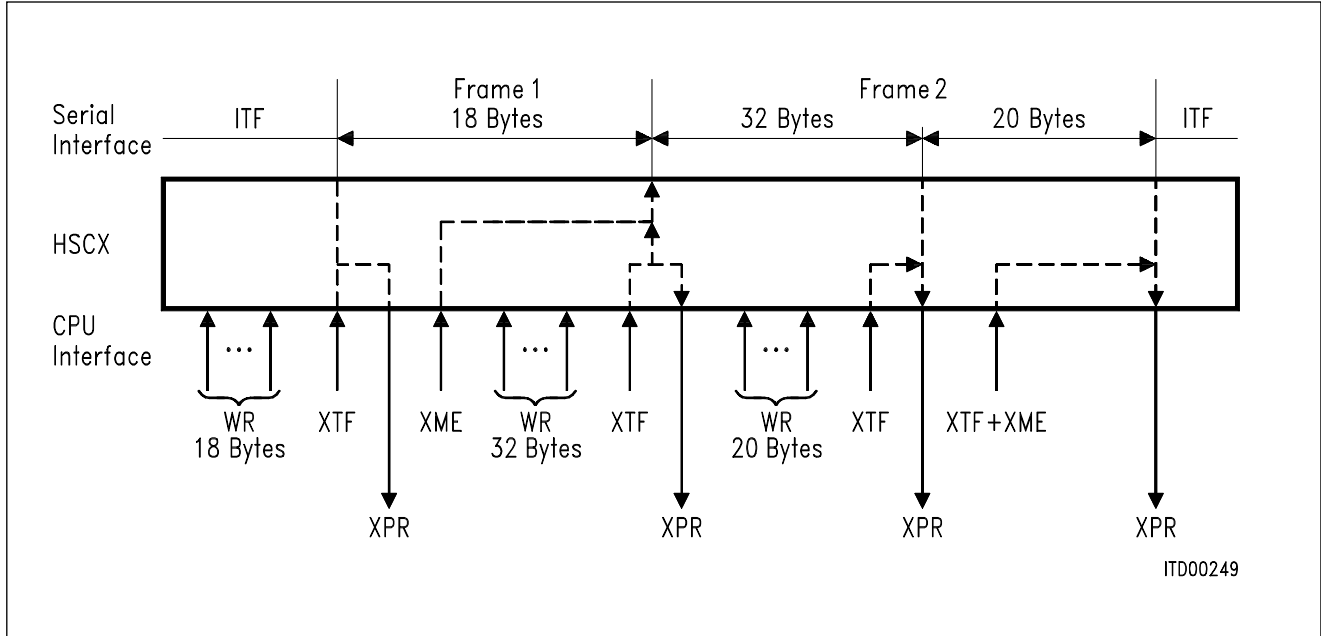 Serial
Interface
ITF
Frame 1
18 Bytes
Frame 2
32 Bytes
20 Bytes
ITF
HSCX
CPU
Interface
...
WR
18 Bytes
XTF
XME
...
WR
32 Bytes
XTF
...
WR
20 Bytes
XTF
XTF+XME
XPR
XPR
XPR
XPR
ITD00249